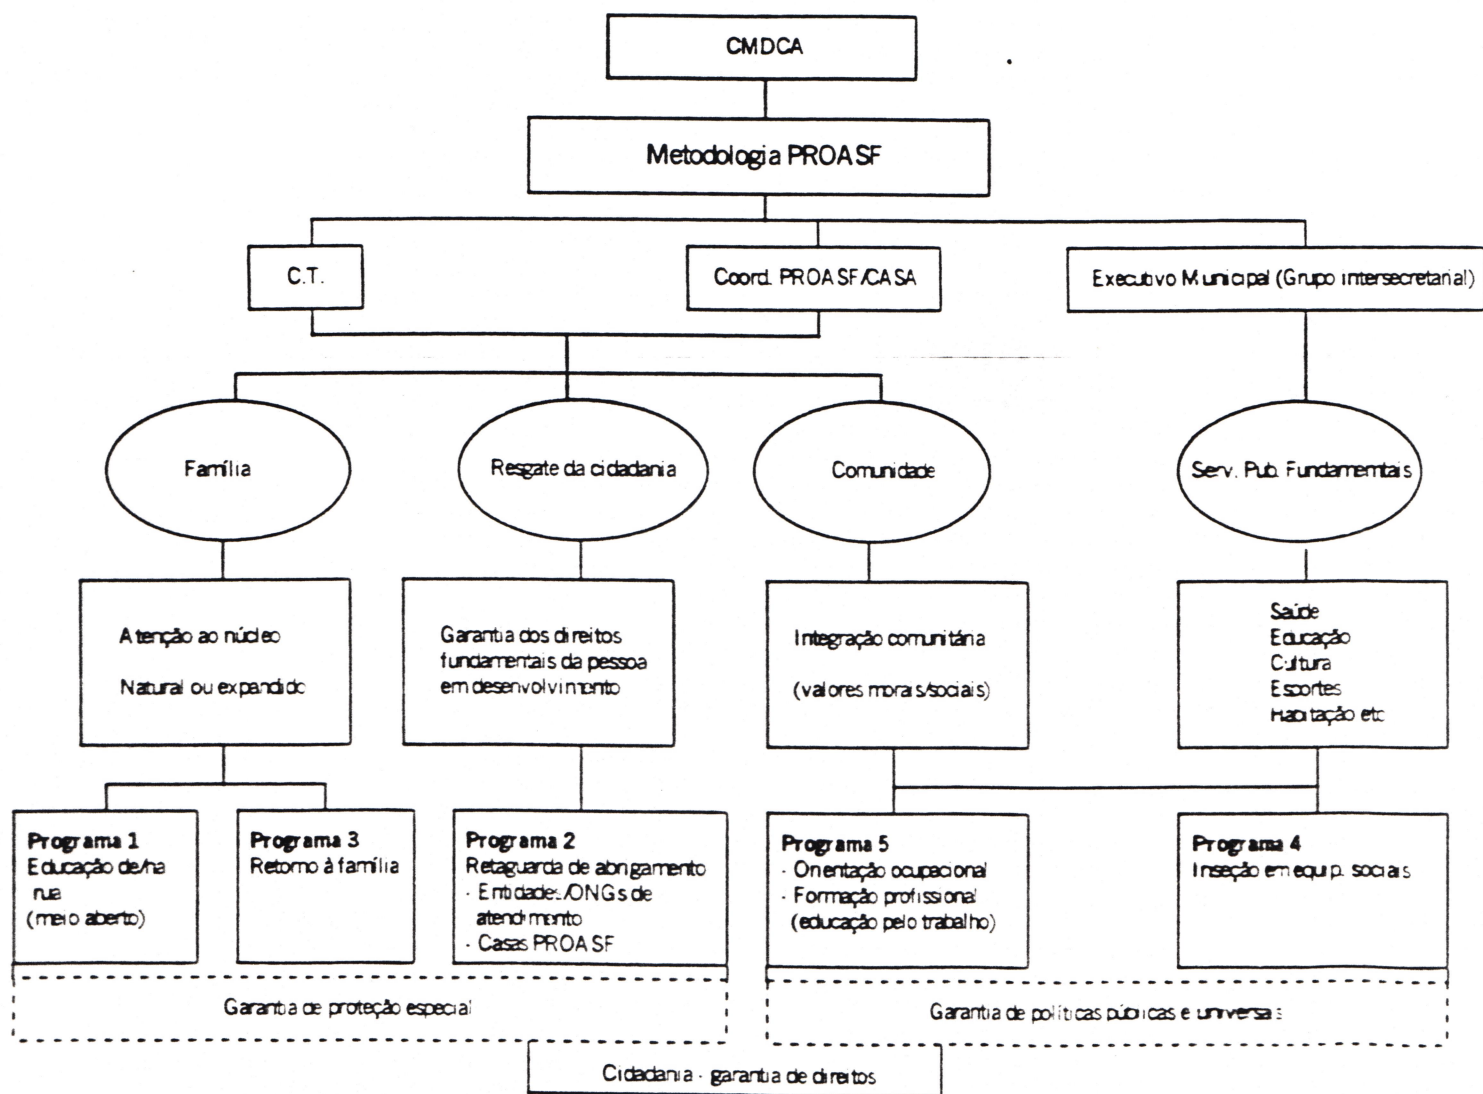 CMDCA
Metodologia PROASF
C.T.
Coord. PROASF/CASA
Executivo Municipal (Grupo intersecretarial)
Família
Resgate da cidadania
Comunidade
Serv. Pub. Fundamemtais
Atenção ao núcleo
Natural ou expandido
Garantia dos direitos
fundamentais da pessoa
em desenvolvimento
Integração comunitária
(valores morais/sociais)
Saúde
Educação
Cultura
Esportes
Habitação etc
Programa 1
Educação de/na
rua
(meio aberto)
Programa 3
Retorno à família
Programa 2
Retaguarda de abrigamento
- Entidades/ONGs de
atendimento
- Casas PROASF
Programa 5
- Orientação ocupacional
- Formação profissional
(educação pelo trabalho)
Programa 4
Inseção em equip. sociais
Garantia de proteção especial
Garantia de políticas públicas e universais
Cidadania - garantia de direitos